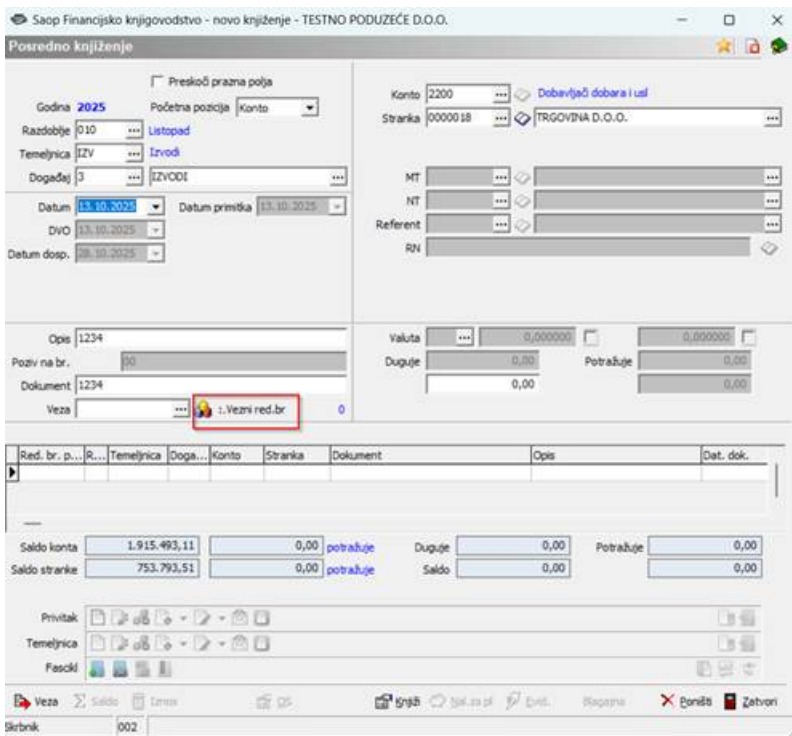 Saop Financijsko knjigovodstvo - novo knjiženje - TESTNO PODUZEĆE D.O.O.
Posredno knjiženje
Preskoči prazna polja
Godina 2025 Početna pozicija Konto
Razdoblje 010 ... Listopad
Temeljnica IZV ... Izvodi
Događaj 3 ... IZVODI ...
Datum 13.10.2025 Datum primitka 13.10.2025
DVO 13.10.2025
Datum dosp. 28.10.2025
Konto 2200 ... Dobavljači dobara i usl
Stranka 0000018 ... TRGOVINA D.O.O. ...
MT ... ...
NT ... ...
Referent ... ...
RN
Opis 1234
Poziv na br. 00
Dokument 1234
Veza ... :.Vezni red.br 0
Valuta ... 0,000000 0,000000
Duguje 0,00 Potražuje 0,00
0,00 0,00
Red. br. p... R... Temeljnica Doga... Konto Stranka Dokument Opis Dat. dok.
Saldo konta 1.915.493,11 0,00 potražuje Duguje 0,00 Potražuje 0,00
Saldo stranke 753.793,51 0,00 potražuje Saldo 0,00 0,00
Privitak
Temeljnica
Fascikl
Veza Saldo Iznos OS Knjiži Nal.za pl Evid. Blagajna Poništi Zatvori
Skrbnik 002